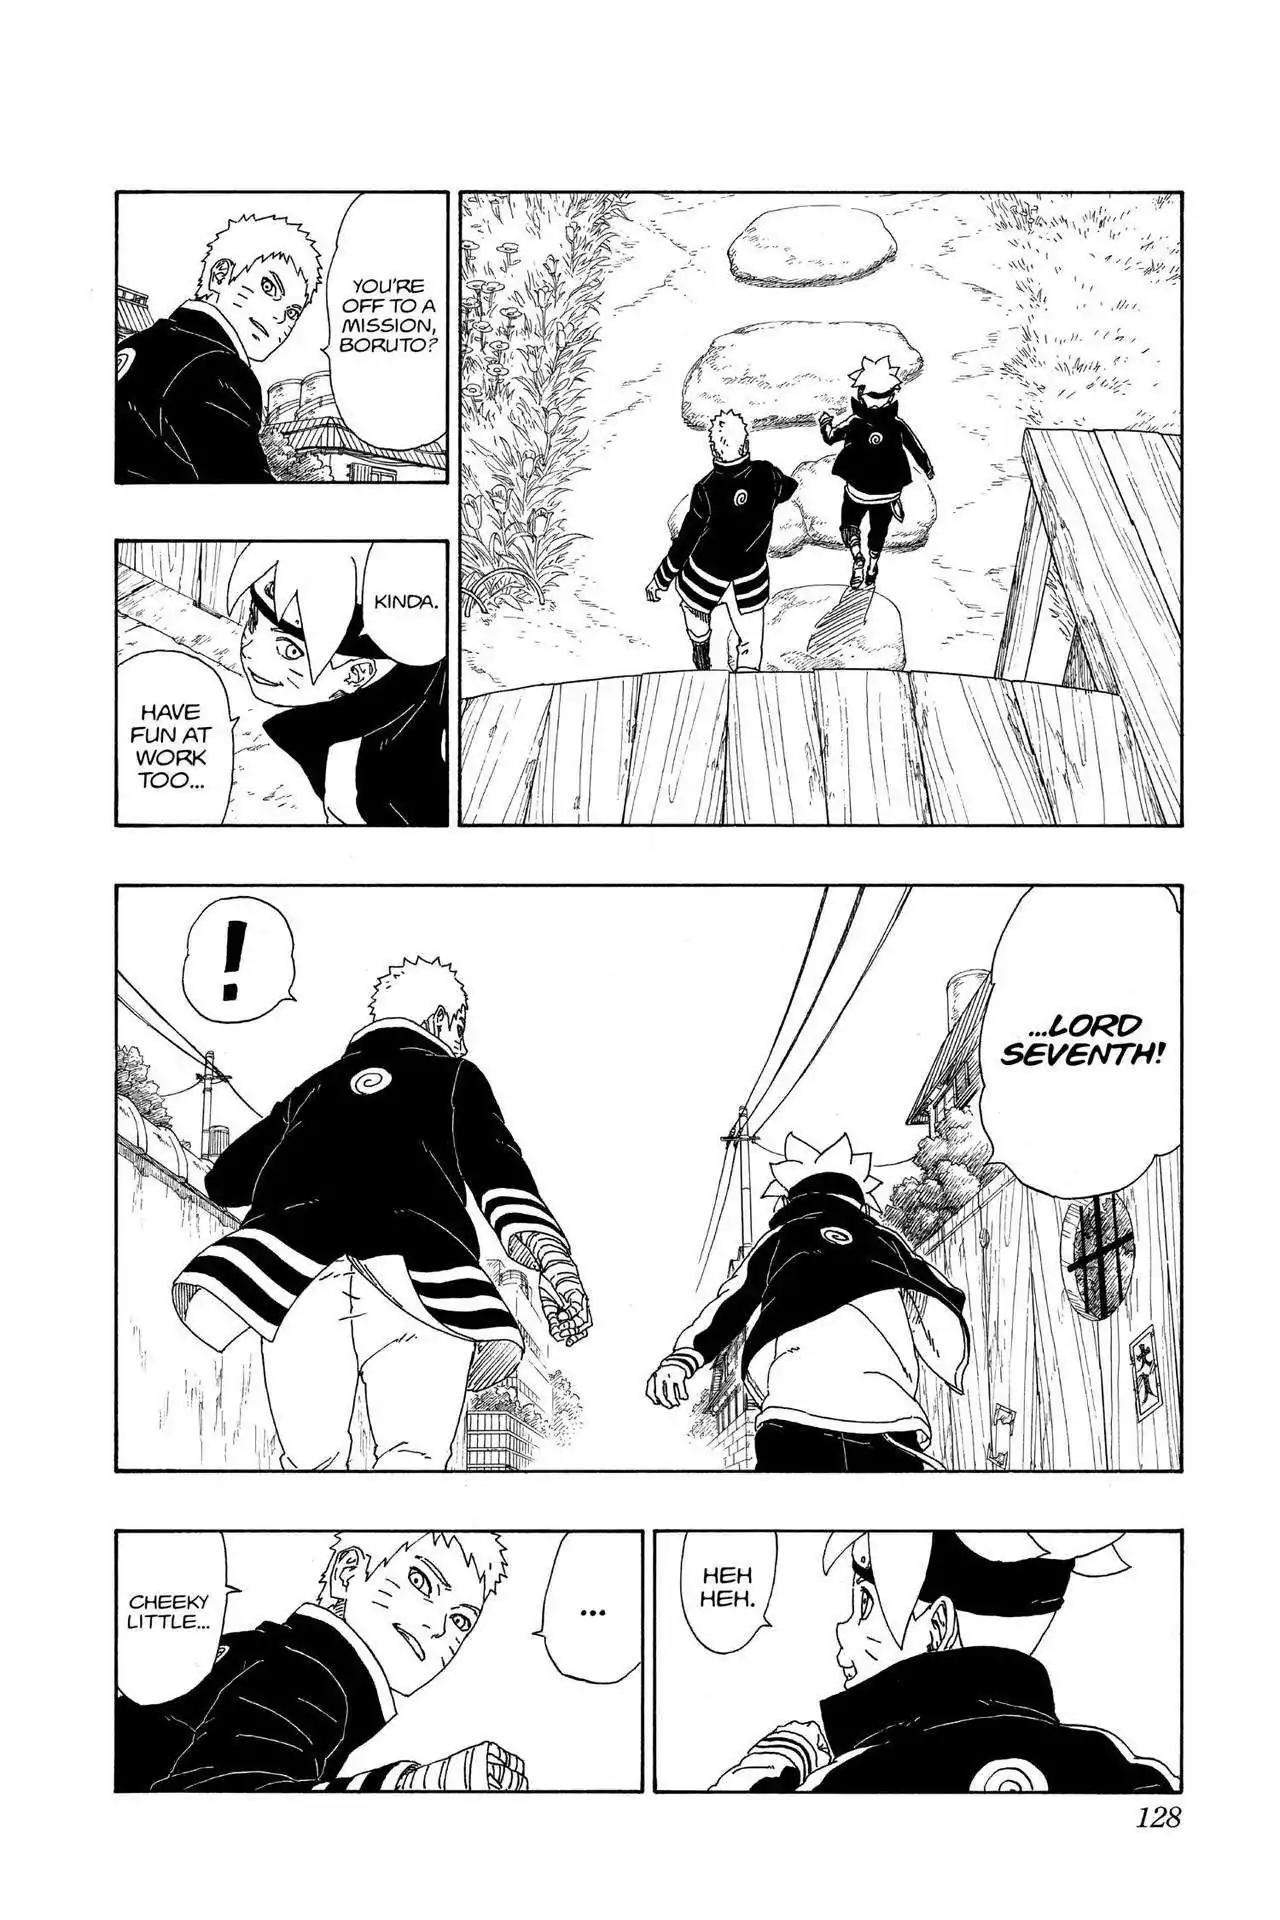 YOU'RE
OFF TO A
MISSION,
BORUTO?
KINDA.
HAVE
FUN AT
WORK
TOO...
...LORD
SEVENTH!
!
HEH
HEH.
...
CHEEKY
LITTLE...
128